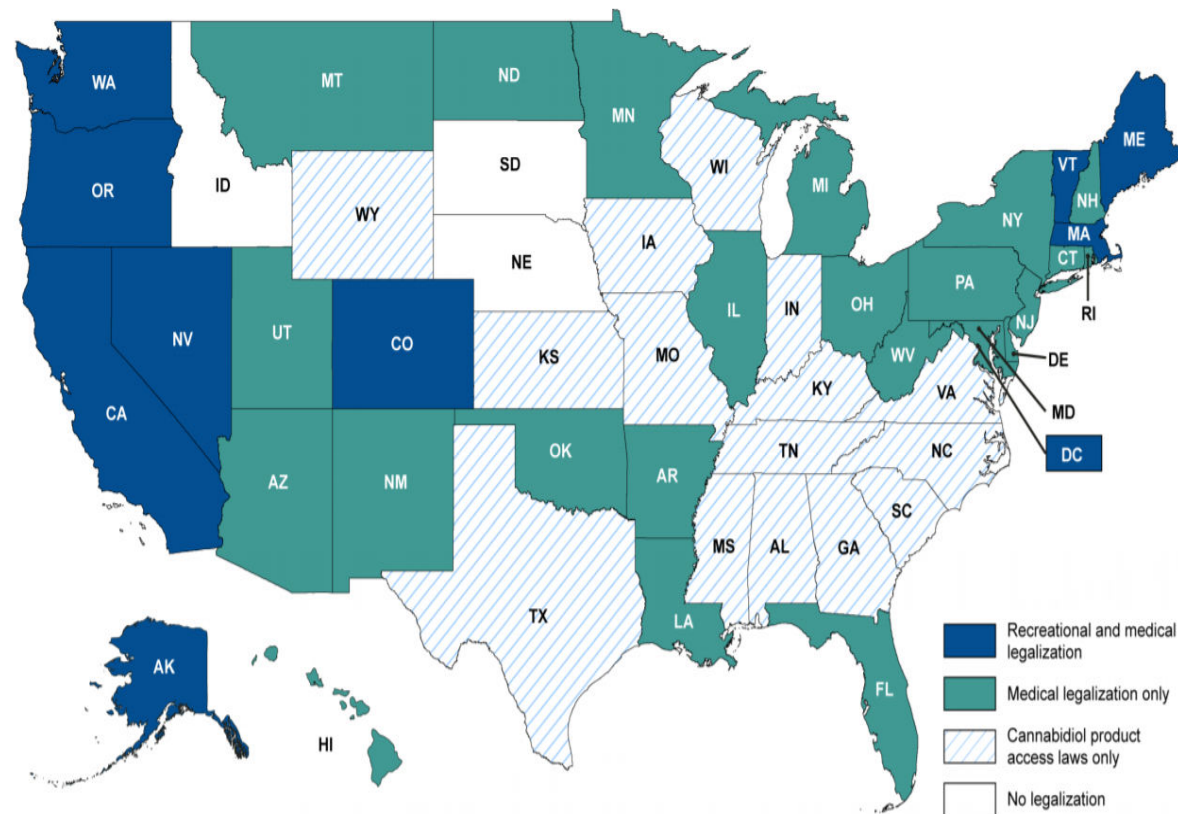 WA
MT
ND
MN
ME
VT
OR
ID
SD
WI
MI
NH
NY
WY
MA
CT
IA
NE
PA
RI
NV
UT
CO
IL
IN
OH
NJ
KS
MO
WV
DE
KY
VA
CA
MD
DC
AZ
NM
OK
AR
TN
NC
SC
MS
AL
GA
TX
LA
AK
HI
FL
Recreational and medical
legalization
Medical legalization only
Cannabidiol product
access laws only
No legalization